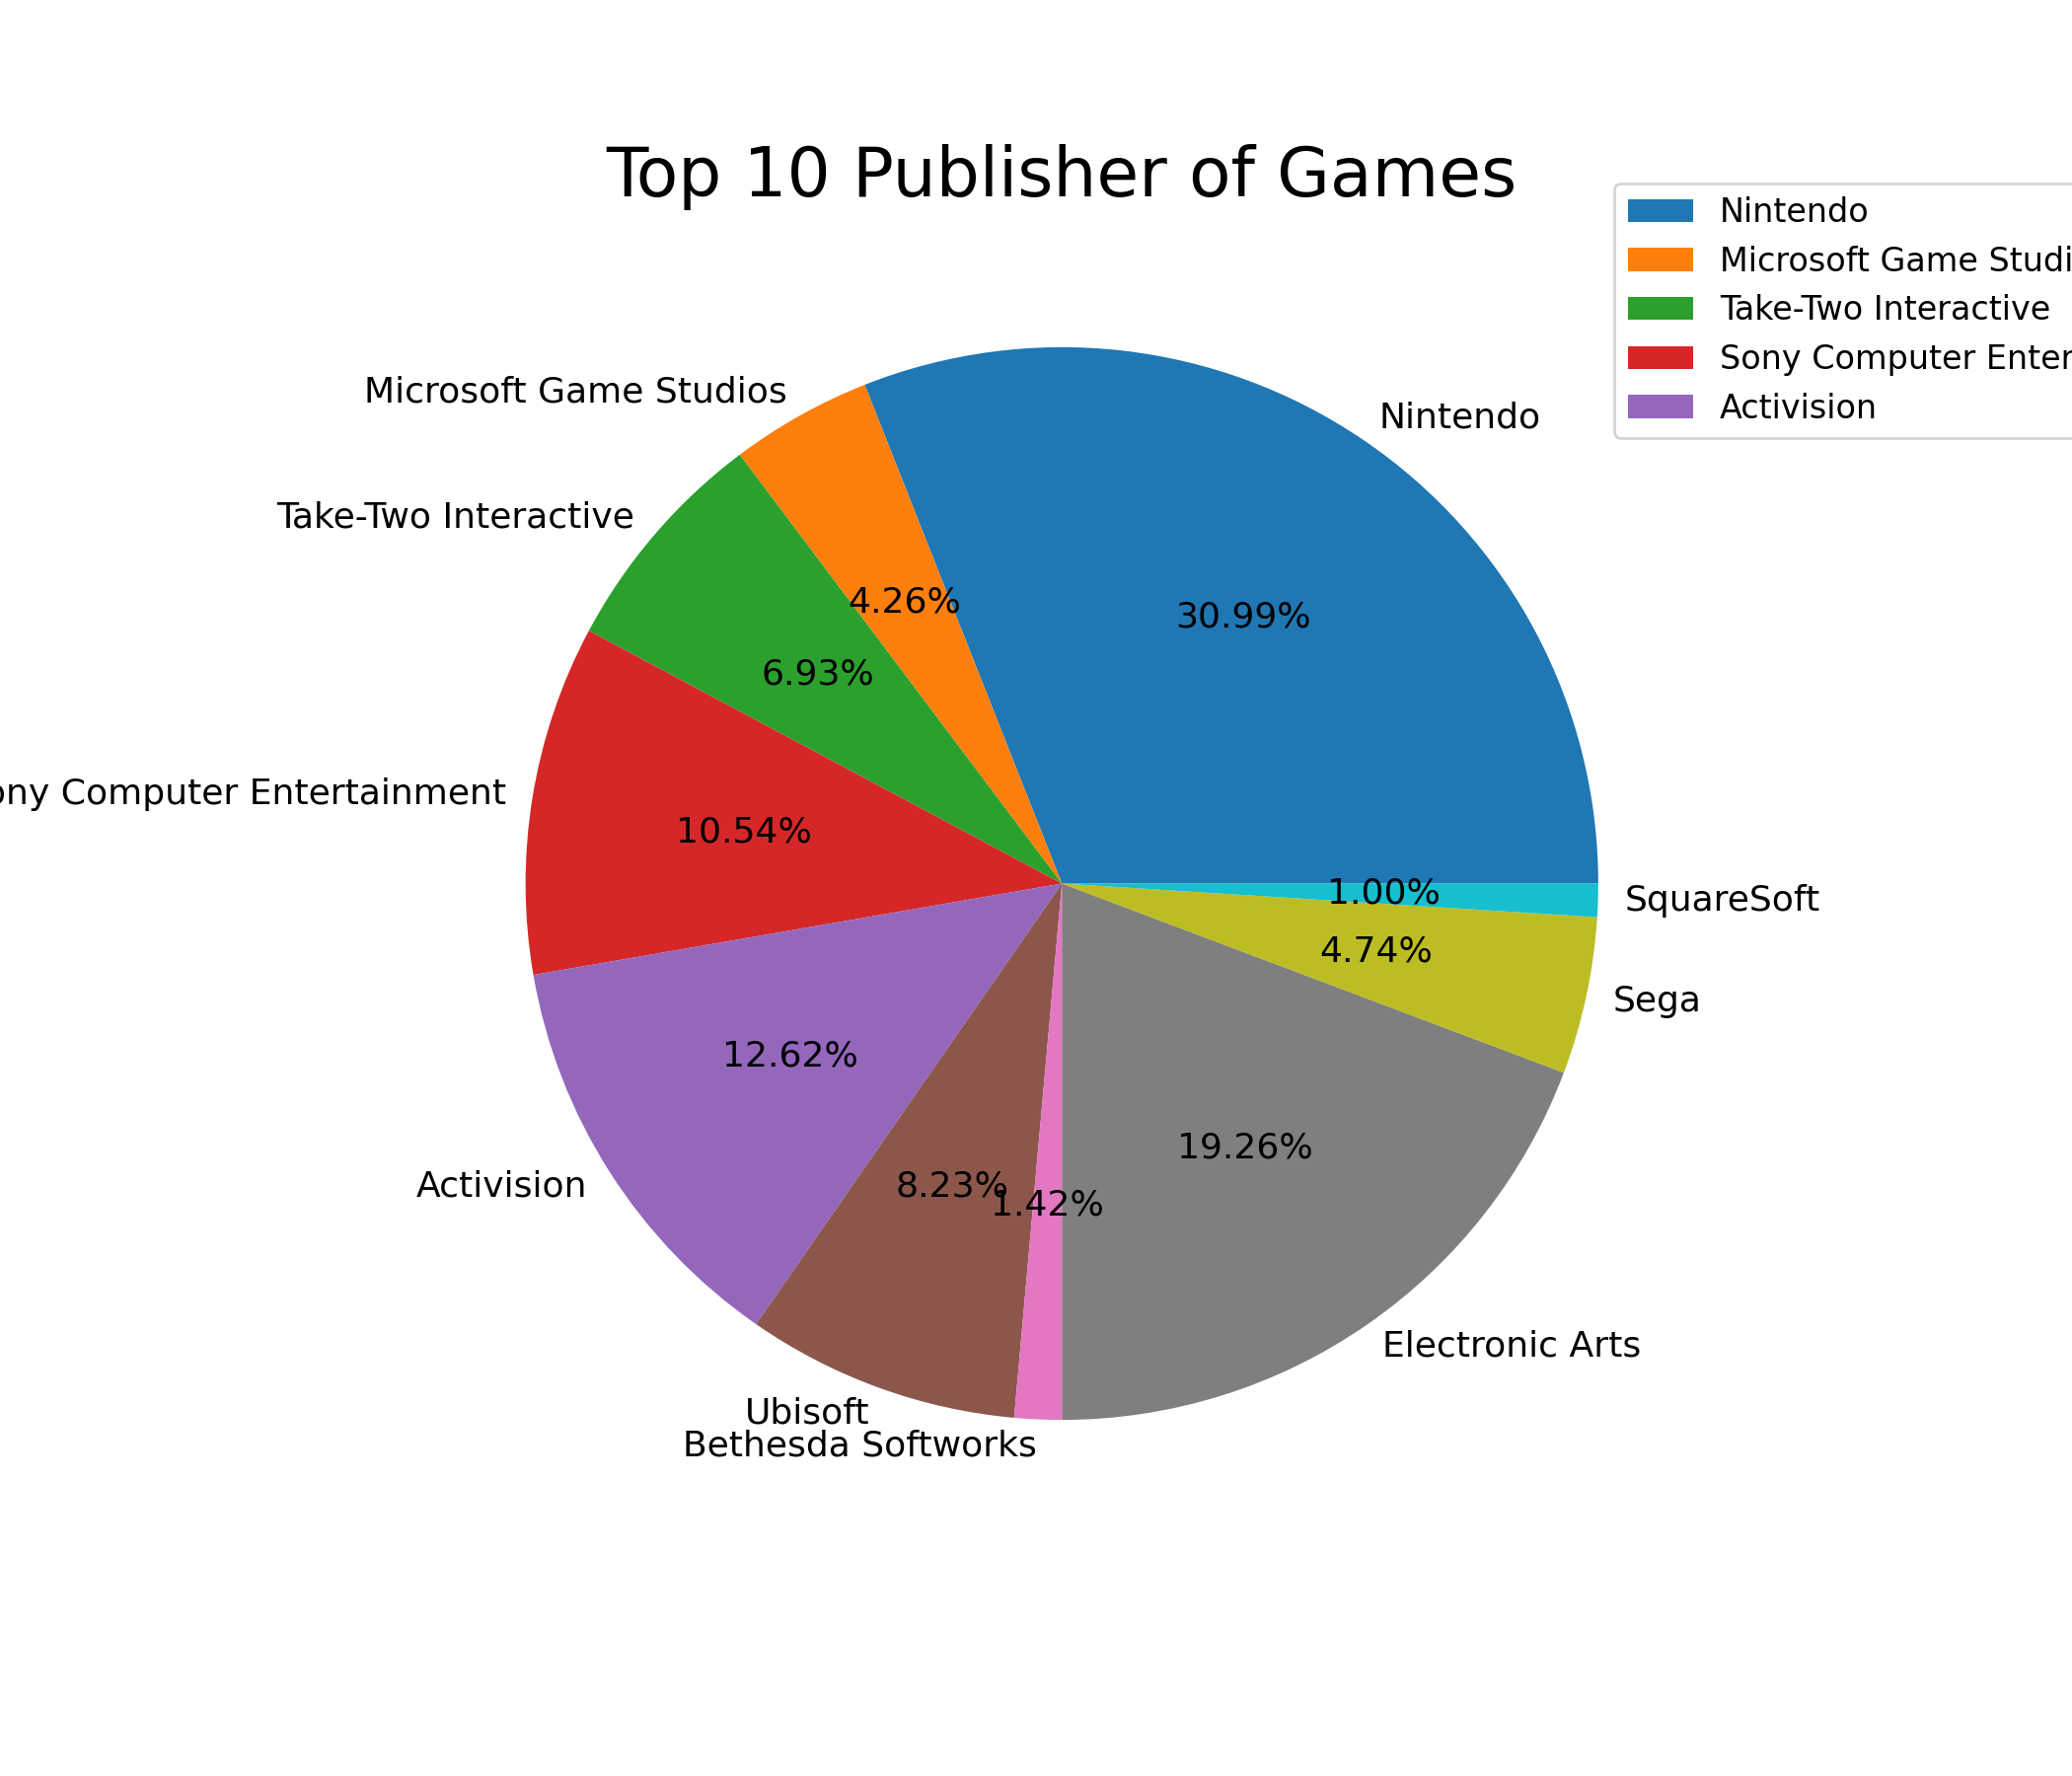 Top 10 Publisher of Games
Nintendo
Microsoft Game Studi
Take-Two Interactive
Sony Computer Enter
Activision
Microsoft Game Studios
Nintendo
Take-Two Interactive
4.26%
30.99%
6.93%
ony Computer Entertainment
10.54%
1.00%
SquareSoft
4.74%
Sega
12.62%
19.26%
Activision
8.23%
1.42%
Electronic Arts
Ubisoft
Bethesda Softworks